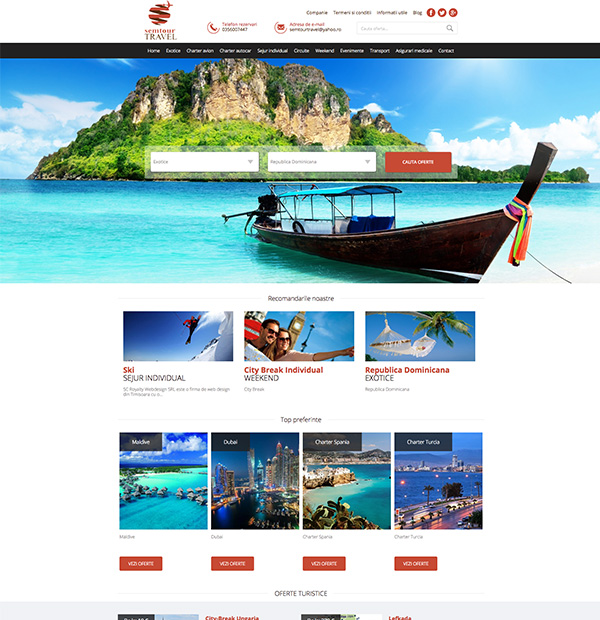 Companie Termeni si conditii Informatii utile Blog
semtour
TRAVEL
Telefon rezervari
0356007447
Adresa de e-mail
semtourtravel@yahoo.ro
Cauta oferte...
Home Exotice Charter avion Charter autocar Sejur individual Circuite Weekend Evenimente Transport Asigurari medicale Contact
Exotice Republica Dominicana CAUTA OFERTE
Recomandarile noastre
Ski
SEJUR INDIVIDUAL
SC Royalty Webdesign SRL este o firma de web design
din Timisoara cu o...
City Break Individual
WEEKEND
City Break
Republica Dominicana
EXOTICE
Republica Dominicana
Top preferinte
Maldive Dubai Charter Spania Charter Turcia
Maldive Dubai Charter Spania Charter Turcia
VEZI OFERTE VEZI OFERTE VEZI OFERTE VEZI OFERTE
OFERTE TURISTICE
City-Break Ungaria
Lefkada